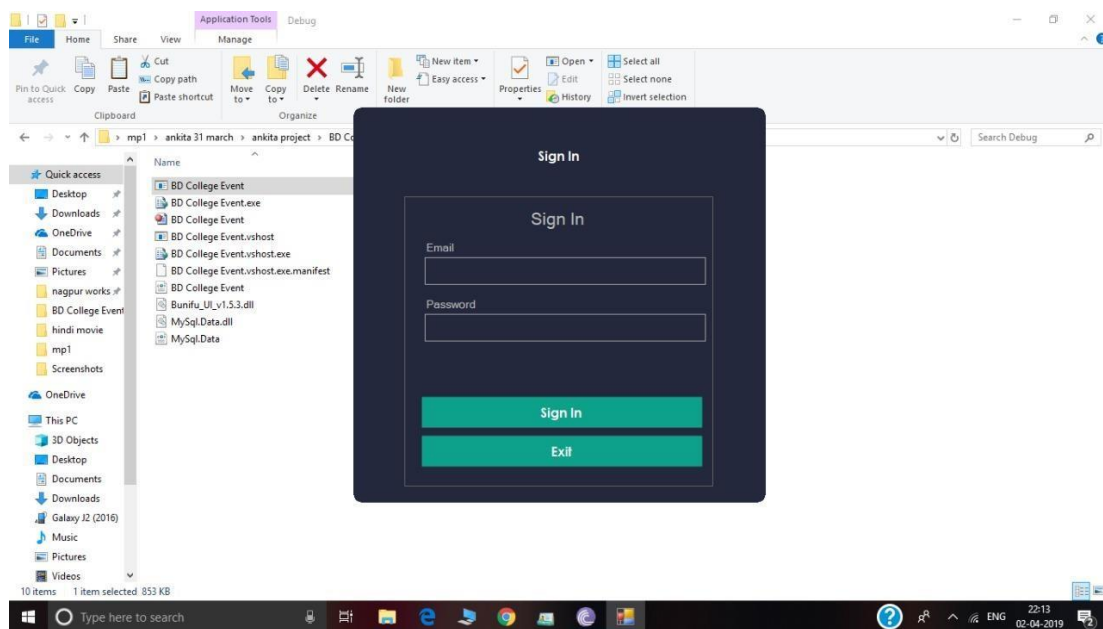 Application Tools
Debug
File Home Share View Manage
Pin to Quick access
Copy
Paste
Cut
Copy path
Paste shortcut
Move to
Copy to
Delete
Rename
New folder
New item
Easy access
Properties
Open
Edit
History
Select all
Select none
Invert selection
Clipboard
Organize
mp1 > ankita 31 march > ankita project >
Search Debug
Quick access
Desktop
Downloads
OneDrive
Documents
Pictures
nagpur works
BD College Event
hindi movie
mp1
Screenshots
OneDrive
This PC
3D Objects
Desktop
Documents
Downloads
Galaxy J2 (2016)
Music
Pictures
Videos
Name
BD College Event
BD College Event.exe
BD College Event
BD College Event.vshost
BD College Event.vshost.exe
BD College Event.vshost.exe.manifest
BD College Event
Bunifu_UI_v1.5.3.dll
MySql.Data.dll
MySql.Data
Sign In
Sign In
Email
Password
Sign In
Exit
10 items 1 item selected 853 KB
Type here to search
ENG
22:13
02-04-2019